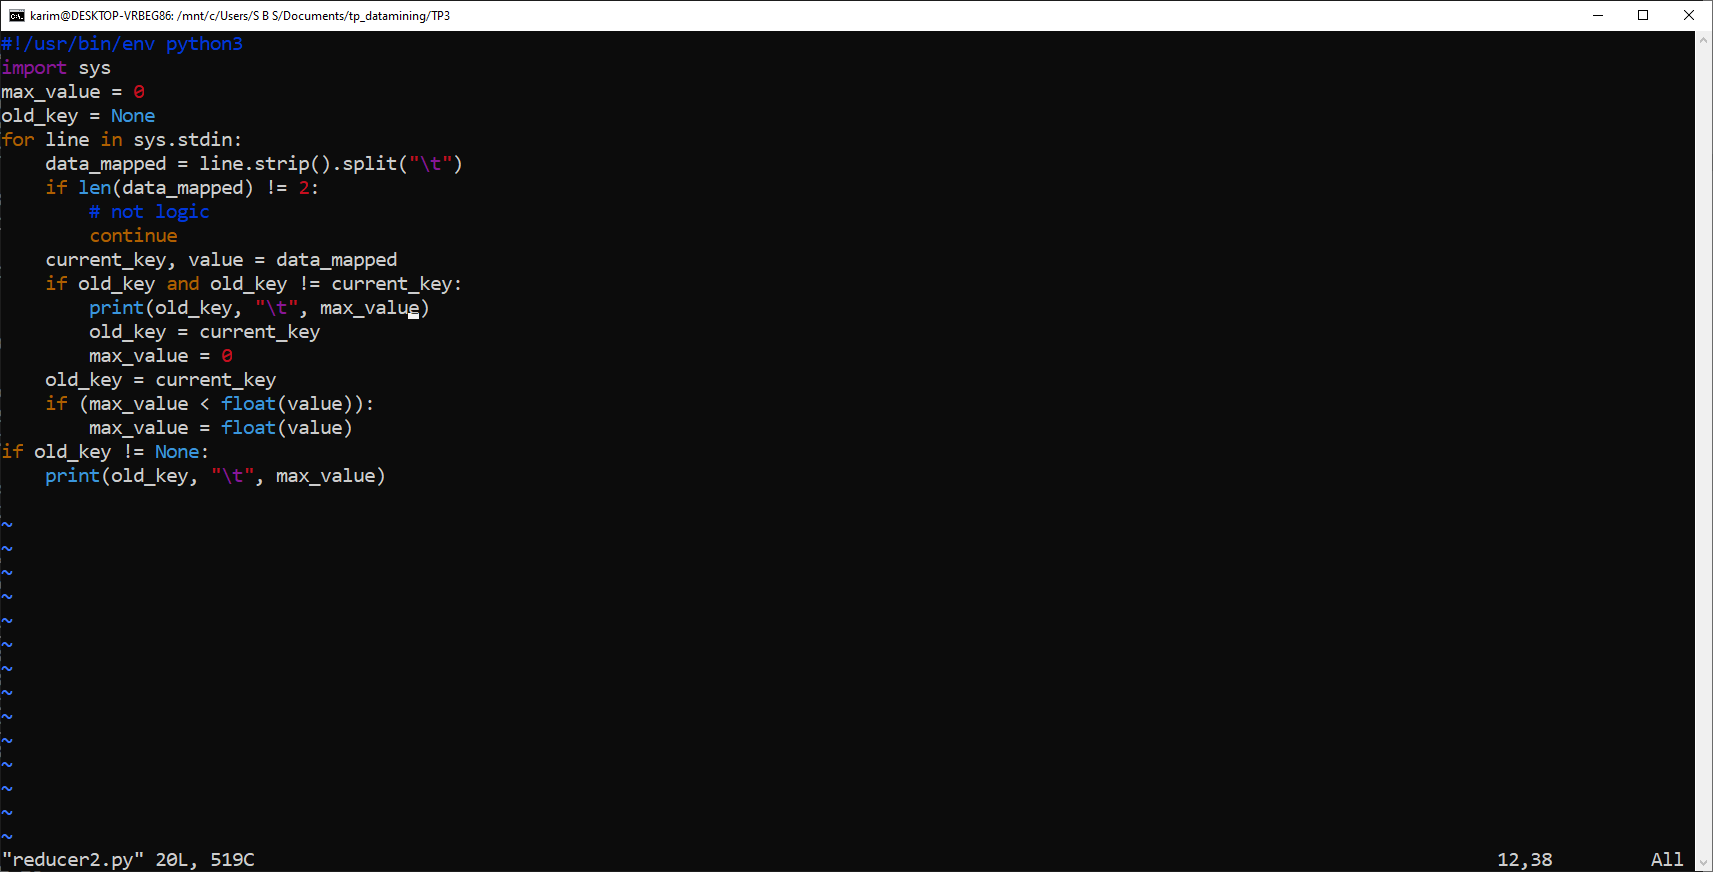 karim@DESKTOP-VRBEG86: /mnt/c/Users/S B S/Documents/tp_datamining/TP3
#!/usr/bin/env python3
import sys
max_value = 0
old_key = None
for line in sys.stdin:
    data_mapped = line.strip().split("\t")
    if len(data_mapped) != 2:
        # not logic
        continue
    current_key, value = data_mapped
    if old_key and old_key != current_key:
        print(old_key, "\t", max_value)
        old_key = current_key
        max_value = 0
    old_key = current_key
    if (max_value < float(value)):
        max_value = float(value)
if old_key != None:
    print(old_key, "\t", max_value)
~
~
~
~
~
~
~
~
~
~
~
~
~
~
"reducer2.py" 20L, 519C 12,38 All